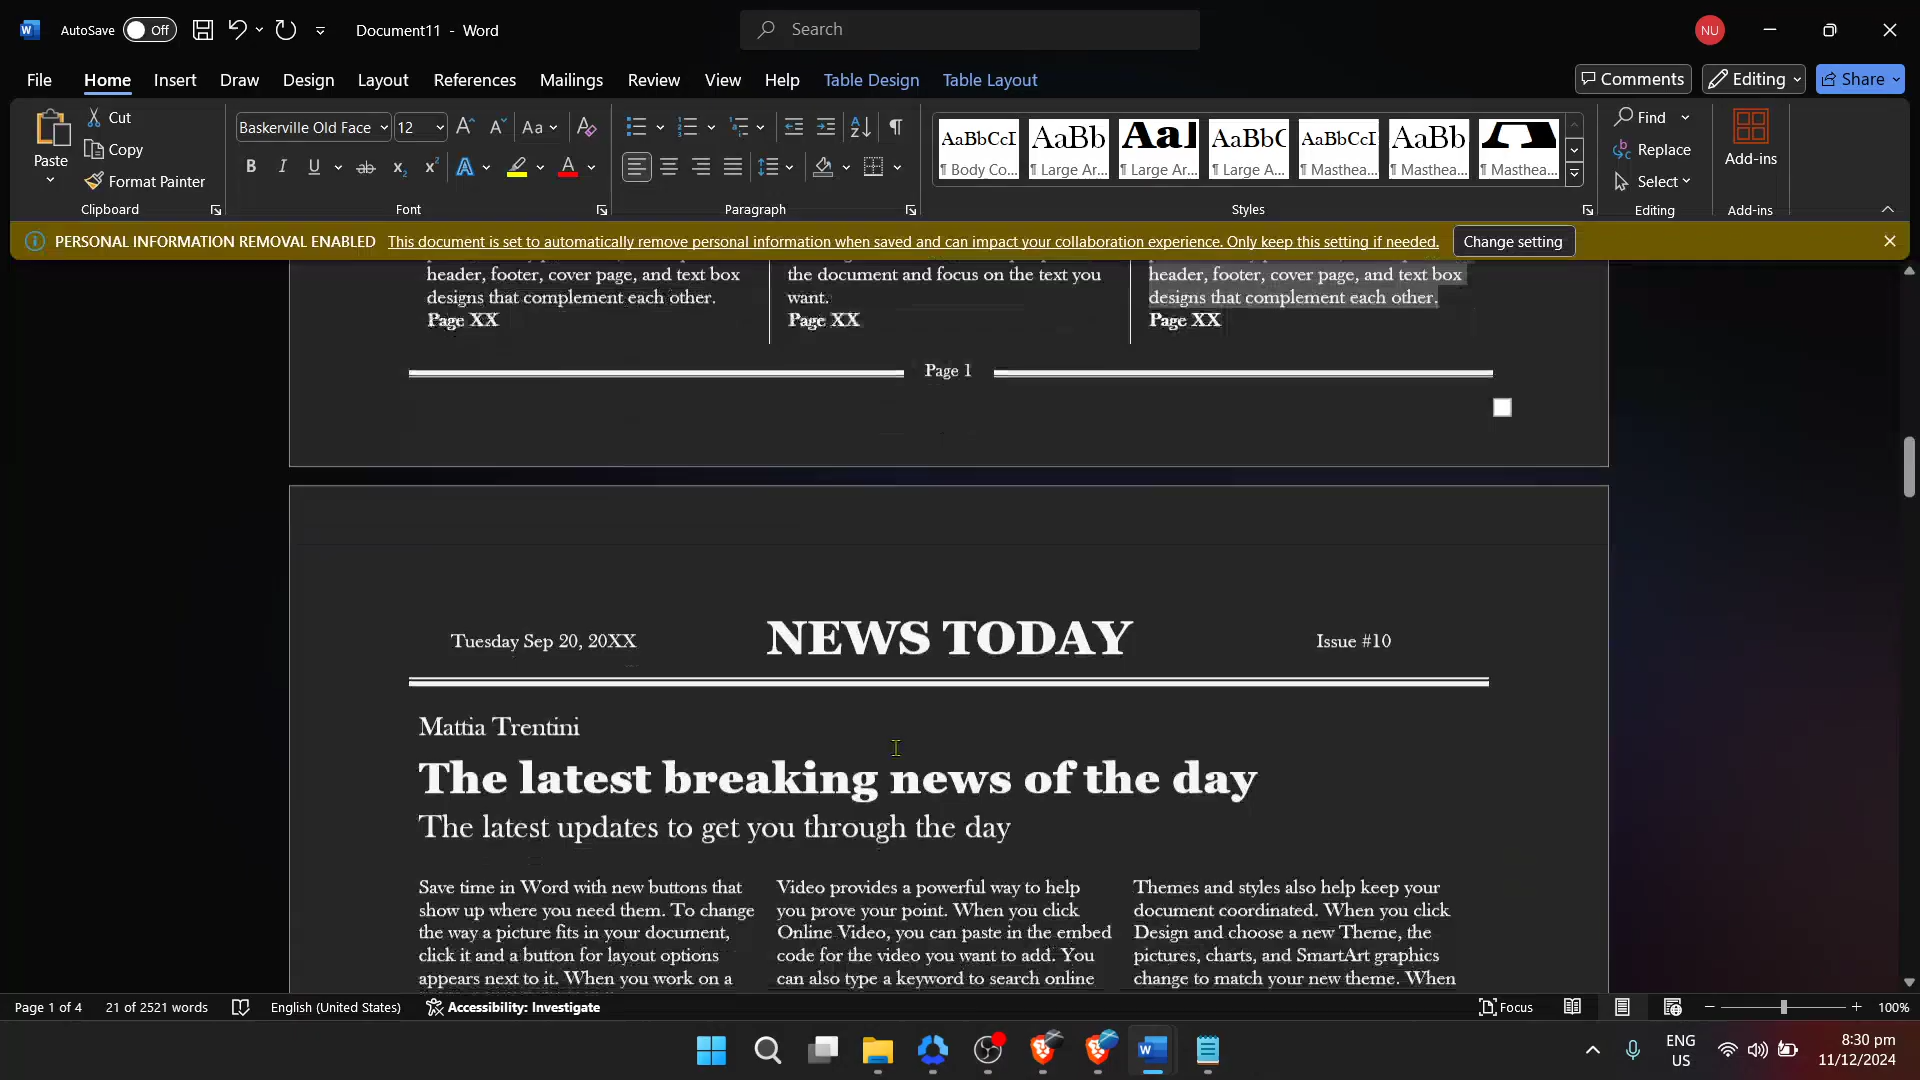 AutoSave Off Document11 - Word Search NU
File Home Insert Draw Design Layout References Mailings Review View Help Table Design Table Layout Comments Editing Share
Paste Cut Copy Format Painter Clipboard
Baskerville Old Face 12 Font
Paragraph
AaBbCcI AaBb Aal AaBbC AaBbCcI AaBb
¶ Body Co... ¶ Large Ar... ¶ Large Ar... ¶ Large A... ¶ Masthea... ¶ Masthea... ¶ Masthea...
Styles
Find Replace Select Editing
Add-ins
Add-ins
PERSONAL INFORMATION REMOVAL ENABLED This document is set to automatically remove personal information when saved and can impact your collaboration experience. Only keep this setting if needed. Change setting
header, footer, cover page, and text box
designs that complement each other.
Page XX
the document and focus on the text you
want.
Page XX
header, footer, cover page, and text box
designs that complement each other.
Page XX
Page 1
Tuesday Sep 20, 20XX NEWS TODAY Issue #10
Mattia Trentini
The latest breaking news of the day
The latest updates to get you through the day
Save time in Word with new buttons that
show up where you need them. To change
the way a picture fits in your document,
click it and a button for layout options
appears next to it. When you work on a
Video provides a powerful way to help
you prove your point. When you click
Online Video, you can paste in the embed
code for the video you want to add. You
can also type a keyword to search online
Themes and styles also help keep your
document coordinated. When you click
Design and choose a new Theme, the
pictures, charts, and SmartArt graphics
change to match your new theme. When
Page 1 of 4 21 of 2521 words English (United States) Accessibility: Investigate Focus 100%
ENG
US
8:30 pm
11/12/2024